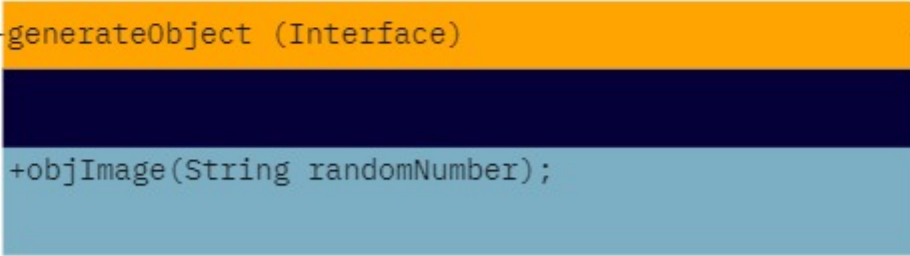 generateObject (Interface)
+objImage(String randomNumber);